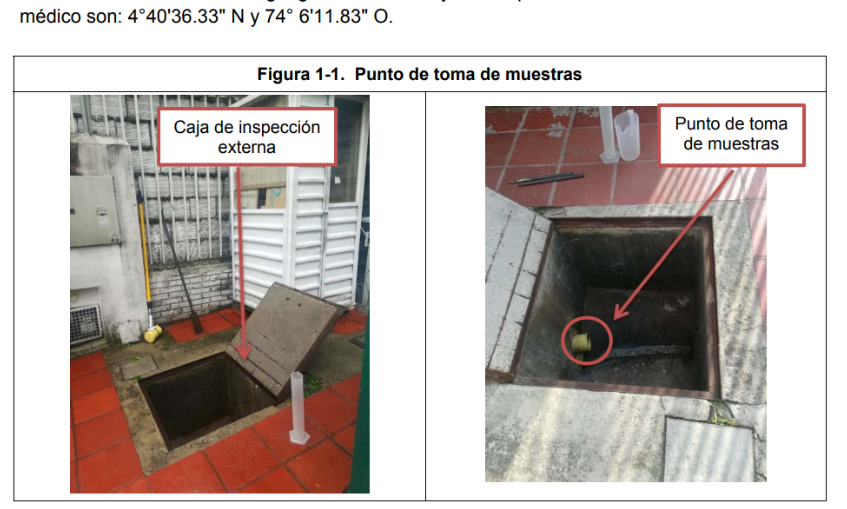 médico son: 4°40'36.33" N y 74° 6'11.83" O.
Figura 1-1. Punto de toma de muestras
Caja de inspección
externa
Punto de toma
de muestras